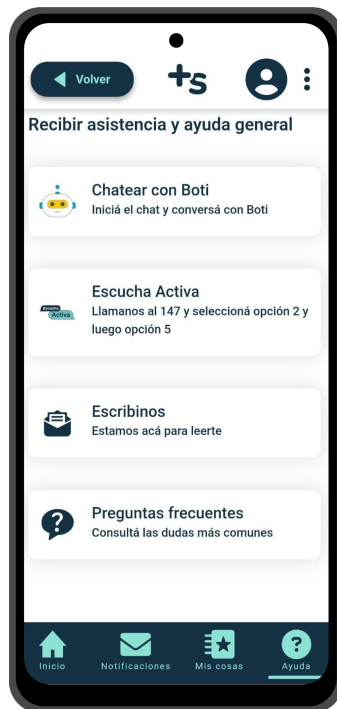 Volver
+s
Recibir asistencia y ayuda general
Chatear con Boti
Iniciá el chat y conversá con Boti
Escucha
Activa
Escucha Activa
Llamanos al 147 y seleccioná opción 2 y
luego opción 5
Escribinos
Estamos acá para leerte
Preguntas frecuentes
Consultá las dudas más comunes
Inicio
Notificaciones
Mis cosas
Ayuda